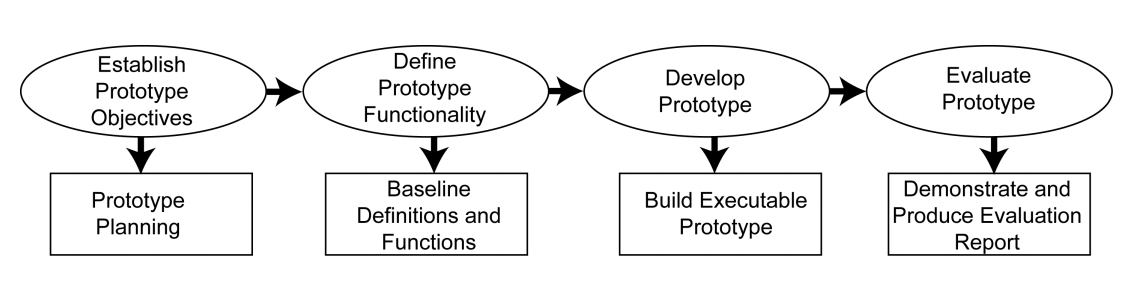 Establish
Prototype
Objectives
Define
Prototype
Functionality
Develop
Prototype
Evaluate
Prototype
Prototype
Planning
Baseline
Definitions and
Functions
Build Executable
Prototype
Demonstrate and
Produce Evaluation
Report